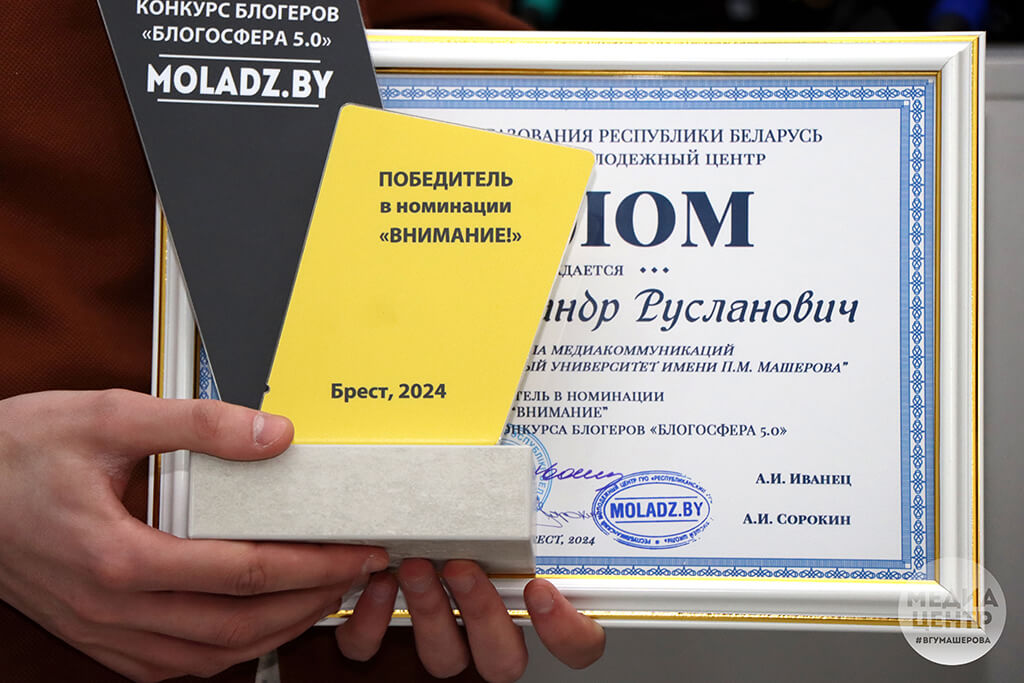 КОНКУРС БЛОГЕРОВ
«БЛОГОСФЕРА 5.0»
MOLADZ.BY
ПОБЕДИТЕЛЬ
в номинации
«ВНИМАНИЕ!»
Брест, 2024
РЕСПУБЛИКИ БЕЛАРУСЬ
ЦЕНТР
Русланович
МЕДИАКОММУНИКАЦИЙ
УНИВЕРСИТЕТ ИМЕНИ П.М. МАШЕРОВА”
В НОМИНАЦИИ
“ВНИМАНИЕ”
БЛОГЕРОВ «БЛОГОСФЕРА 5.0»
А.И. ИВАНЕЦ
MOLADZ.BY
А.И. СОРОКИН
2024
МЕДИА
ЦЕНТР
#ВГУМАШЕРОВА